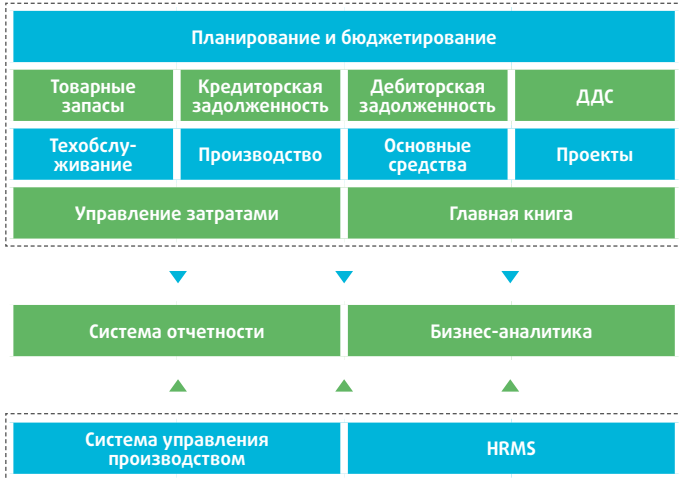 Планирование и бюджетирование
Товарные
запасы
Кредиторская
задолженность
Дебиторская
задолженность
ДДС
Техобслу-
живание
Производство
Основные
средства
Проекты
Управление затратами
Главная книга
Система отчетности
Бизнес-аналитика
Система управления
производством
HRMS